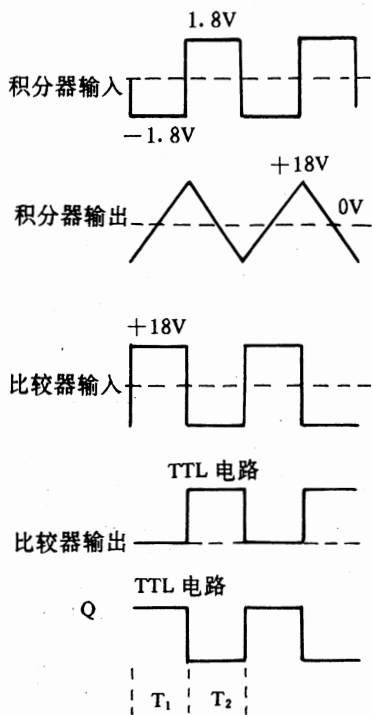 1.8V
积分器输入
-1.8V
+18V
积分器输出
0V
+18V
比较器输入
TTL 电路
比较器输出
TTL 电路
Q
T₁ T₂